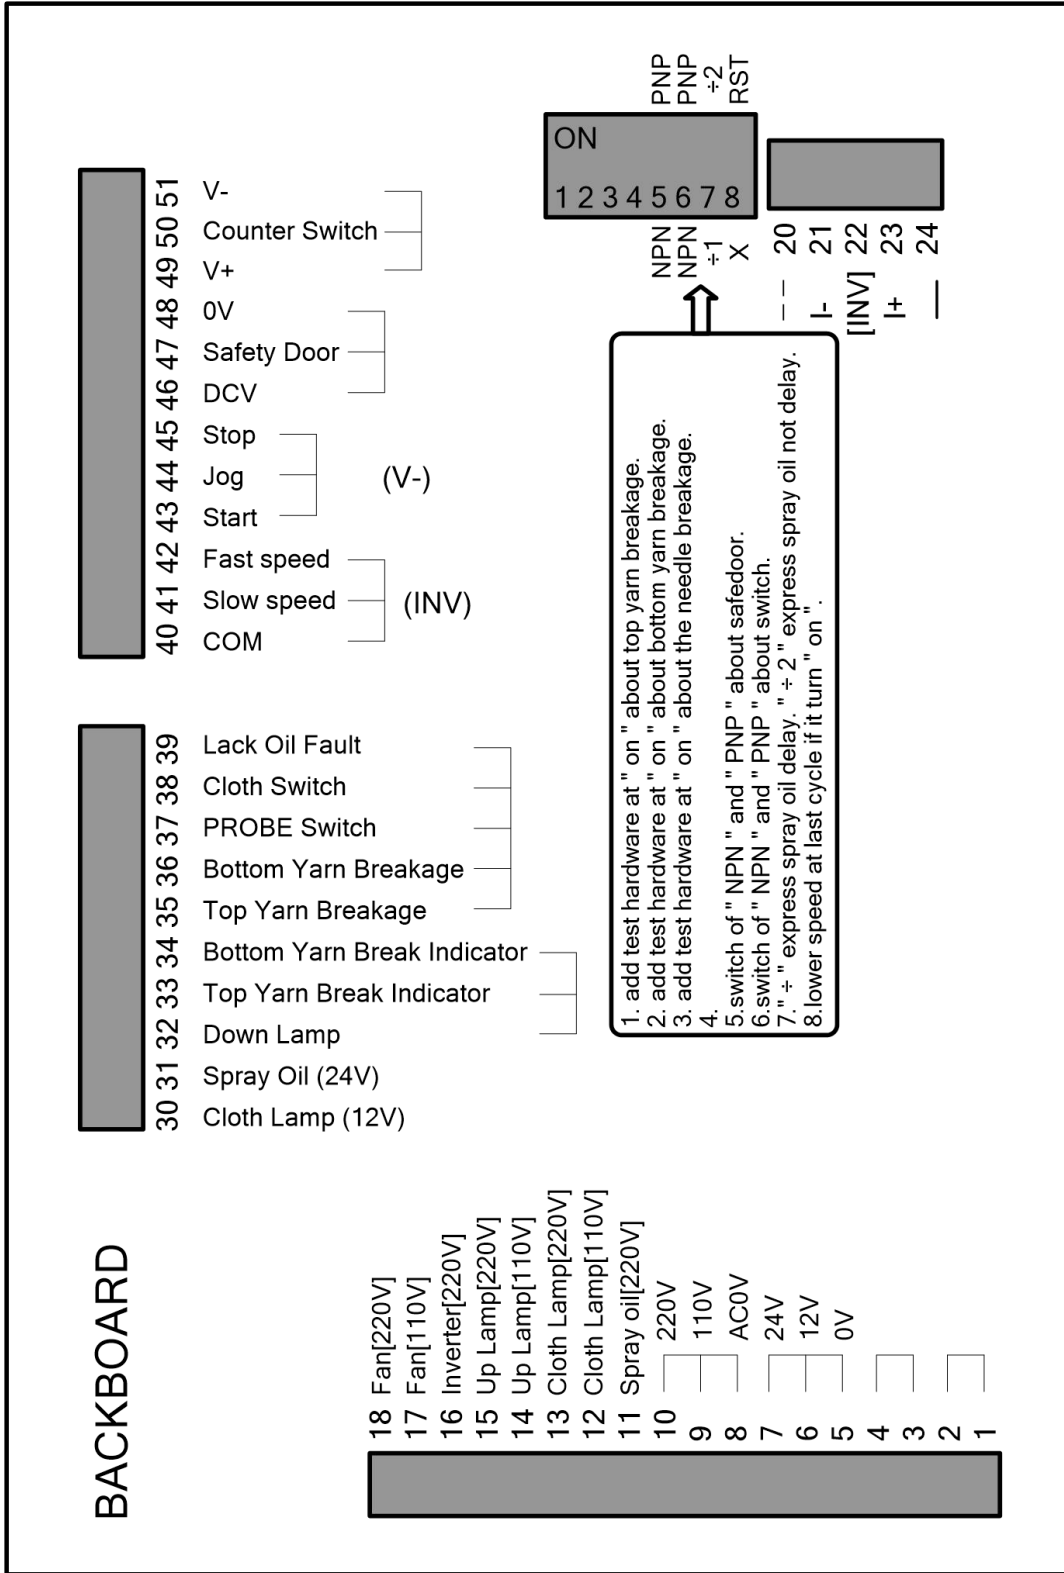 BACKBOARD
51 V-
50 Counter Switch
49 V+
48 0V
47 Safety Door
46 DCV
45 Stop
44 Jog
43 Start
(V-)
42 Fast speed
41 Slow speed
40 COM
(INV)
39 Lack Oil Fault
38 Cloth Switch
37 PROBE Switch
36 Bottom Yarn Breakage
35 Top Yarn Breakage
34 Bottom Yarn Break Indicator
33 Top Yarn Break Indicator
32 Down Lamp
31 Spray Oil (24V)
30 Cloth Lamp (12V)
PNP
PNP
÷2
RST
ON
1 2 3 4 5 6 7 8
NPN
NPN
÷1
X
20 --
21 I-
22 [INV]
23 I+
24 —
1. add test hardware at " on " about top yarn breakage.
2. add test hardware at " on " about bottom yarn breakage.
3. add test hardware at " on " about the needle breakage.
4.
5.switch of " NPN " and " PNP " about safedoor.
6.switch of " NPN " and " PNP " about switch.
7." ÷ " express spray oil delay. " ÷ 2 " express spray oil not delay.
8.lower speed at last cycle if it turn " on ".
18 Fan[220V]
17 Fan[110V]
16 Inverter[220V]
15 Up Lamp[220V]
14 Up Lamp[110V]
13 Cloth Lamp[220V]
12 Cloth Lamp[110V]
11 Spray oil[220V]
10 220V
9 110V
8 AC0V
7 24V
6 12V
5 0V
4
3
2
1